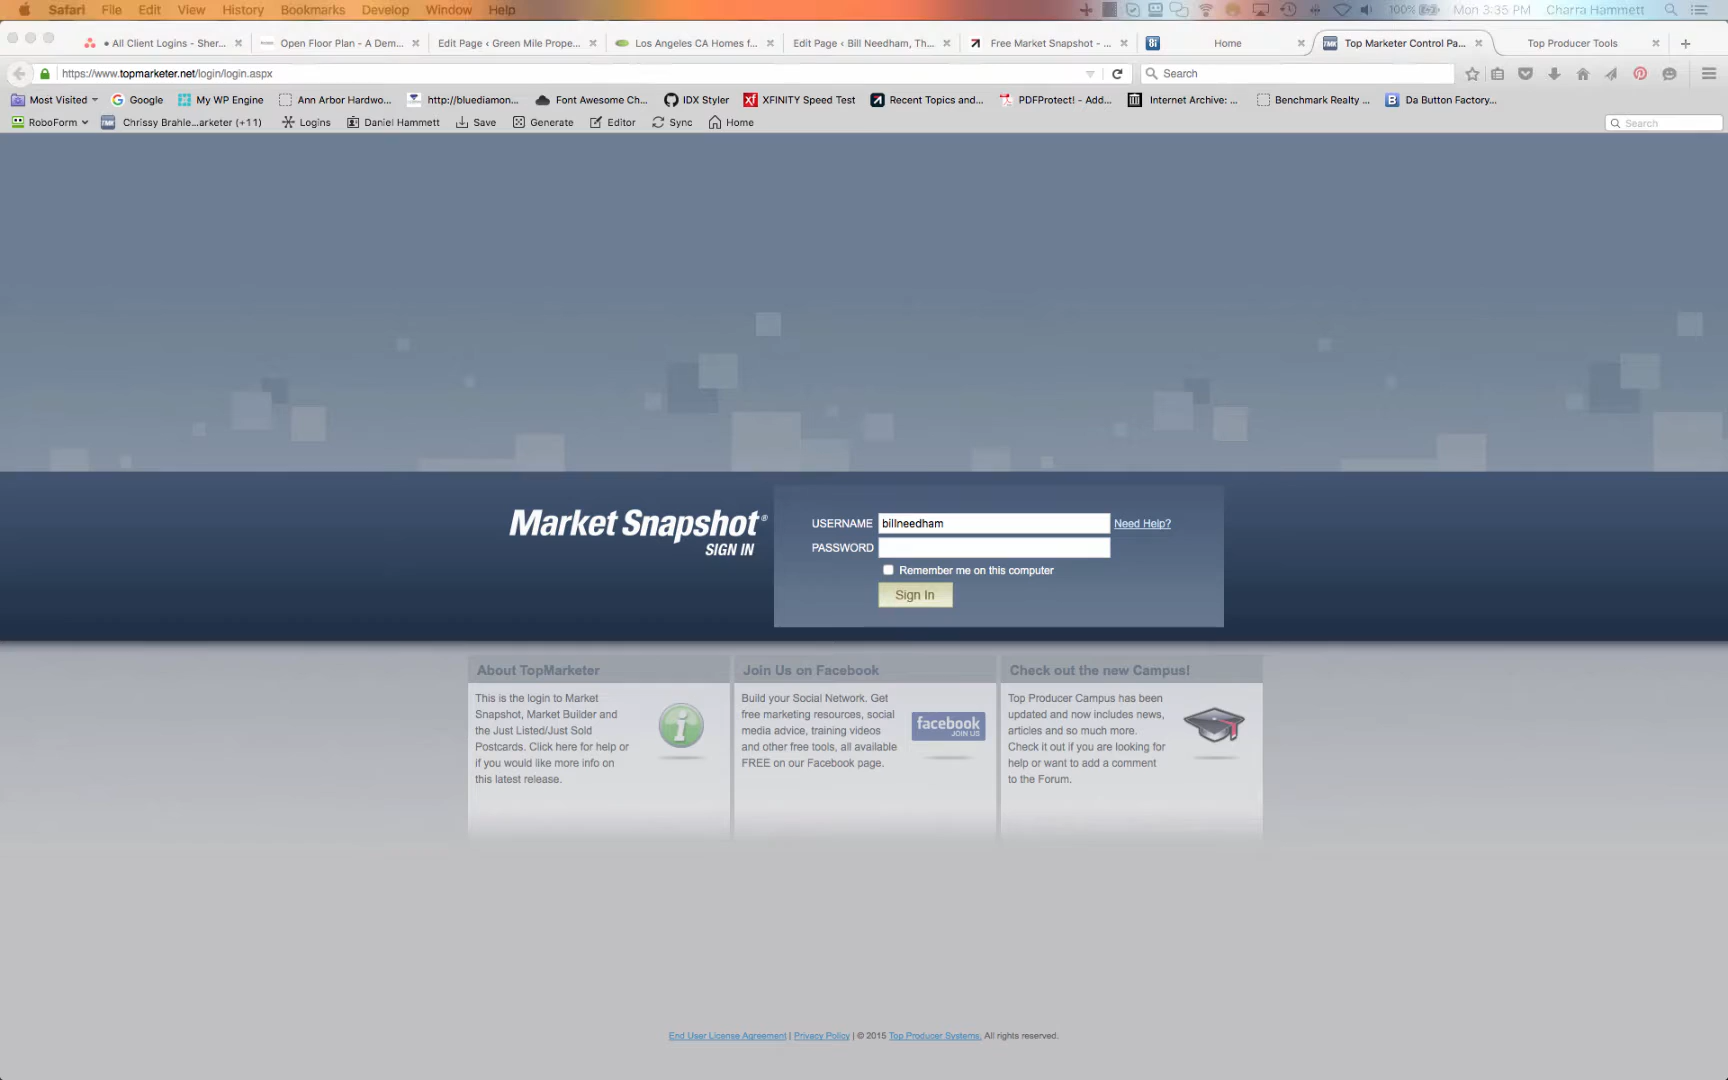 Safari File Edit View History Bookmarks Develop Window Help 100% Mon 3:35 PM Charra Hammett
• All Client Logins - Sher... Open Floor Plan - A Dem... Edit Page ‹ Green Mile Prope... Los Angeles CA Homes f... Edit Page ‹ Bill Needham, Th... Free Market Snapshot - ... 8i Home TMK Top Marketer Control Pa... Top Producer Tools
https://www.topmarketer.net/login/login.aspx Search
Most Visited Google My WP Engine Ann Arbor Hardwo... http://bluediamon... Font Awesome Ch... IDX Styler XFINITY Speed Test Recent Topics and... PDFProtect! - Add... Internet Archive: ... Benchmark Realty ... Da Button Factory...
RoboForm Chrissy Brahle...arketer (+11) Logins Daniel Hammett Save Generate Editor Sync Home Search
Market Snapshot®
SIGN IN
USERNAME billneedham Need Help?
PASSWORD
Remember me on this computer
Sign In
About TopMarketer
This is the login to Market
Snapshot, Market Builder and
the Just Listed/Just Sold
Postcards. Click here for help or
if you would like more info on
this latest release.
Join Us on Facebook
Build your Social Network. Get
free marketing resources, social
media advice, training videos
and other free tools, all available
FREE on our Facebook page.
facebook
JOIN US
Check out the new Campus!
Top Producer Campus has been
updated and now includes news,
articles and so much more.
Check it out if you are looking for
help or want to add a comment
to the Forum.
End User License Agreement | Privacy Policy | © 2015 Top Producer Systems. All rights reserved.